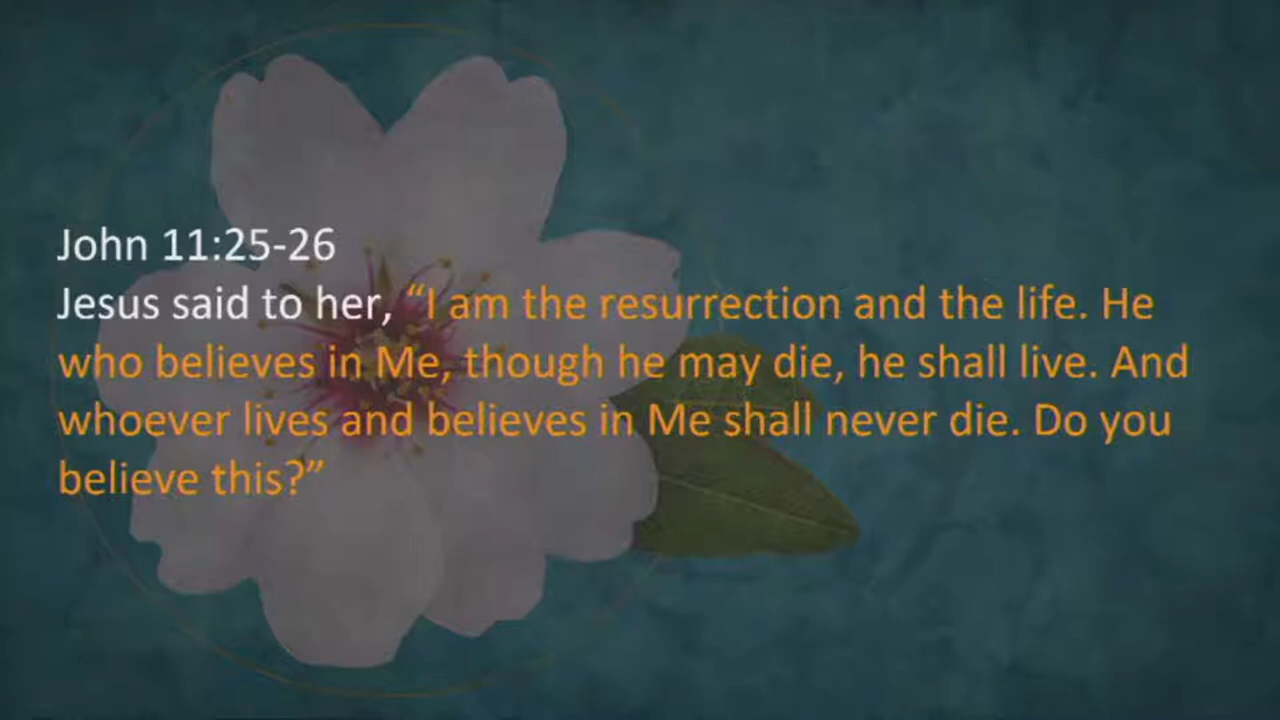 John 11:25-26
Jesus said to her, “I am the resurrection and the life. He
who believes in Me, though he may die, he shall live. And
whoever lives and believes in Me shall never die. Do you
believe this?”